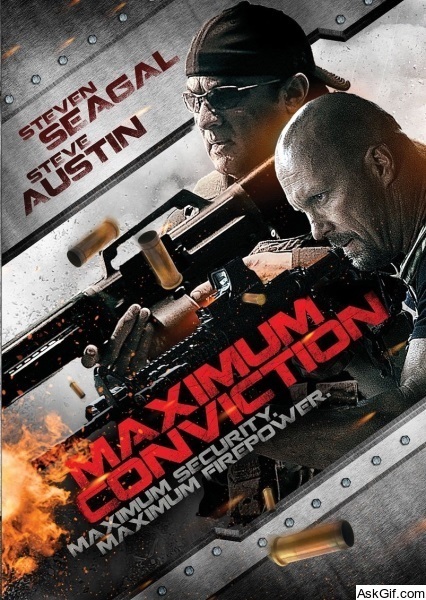 STEVEN
SEAGAL
STEVE
AUSTIN
MAXIMUM
CONVICTION
MAXIMUM SECURITY.
MAXIMUM FIREPOWER.
AskGif.com